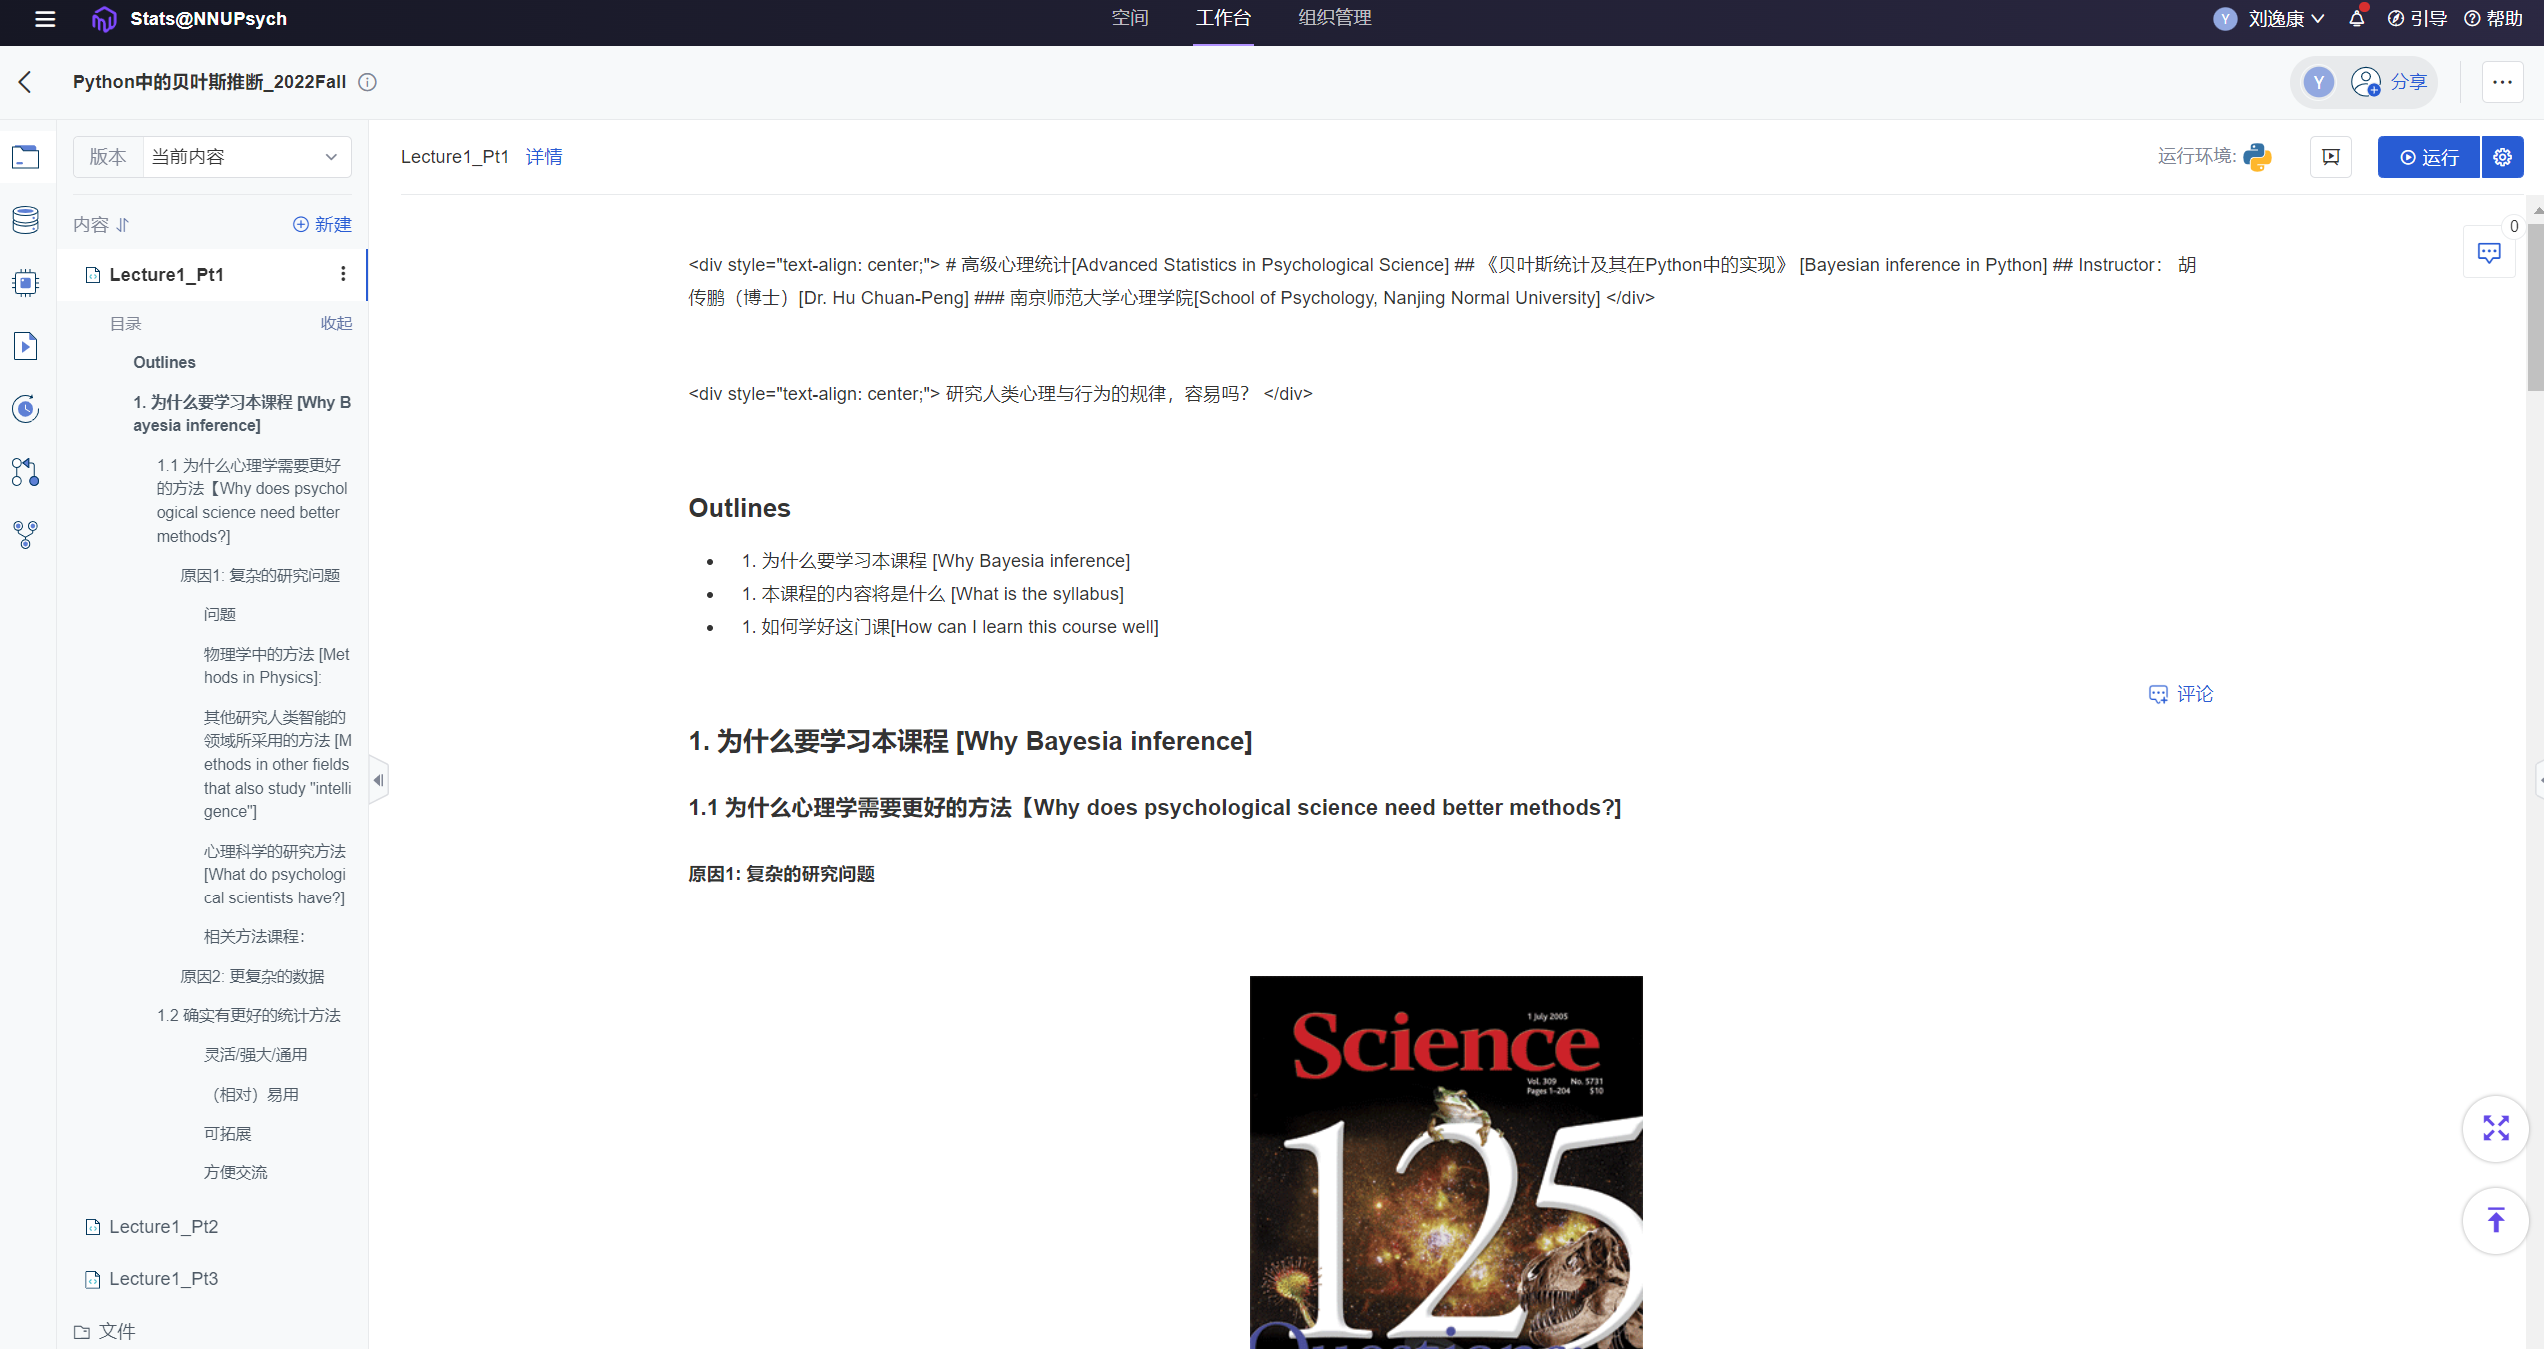 Stats@NNUPsych
空间
工作台
组织管理
Y 刘逸康
引导
帮助
Python中的贝叶斯推断_2022Fall
Y
分享
版本
当前内容
Lecture1_Pt1 详情
运行环境:
运行
内容
新建
0
Lecture1_Pt1
目录
收起
Outlines
1. 为什么要学习本课程 [Why B
ayesia inference]
1.1 为什么心理学需要更好
的方法【Why does psychol
ogical science need better
methods?]
原因1: 复杂的研究问题
问题
物理学中的方法 [Met
hods in Physics]:
其他研究人类智能的
领域所采用的方法 [M
ethods in other fields
that also study "intelli
gence"]
心理科学的研究方法
[What do psychologi
cal scientists have?]
相关方法课程：
原因2: 更复杂的数据
1.2 确实有更好的统计方法
灵活/强大/通用
（相对）易用
可拓展
方便交流
Lecture1_Pt2
Lecture1_Pt3
文件
<div style="text-align: center;"> # 高级心理统计[Advanced Statistics in Psychological Science] ## 《贝叶斯统计及其在Python中的实现》 [Bayesian inference in Python] ## Instructor： 胡
传鹏（博士）[Dr. Hu Chuan-Peng] ### 南京师范大学心理学院[School of Psychology, Nanjing Normal University] </div>
<div style="text-align: center;"> 研究人类心理与行为的规律，容易吗？ </div>
Outlines
• 1. 为什么要学习本课程 [Why Bayesia inference]
• 1. 本课程的内容将是什么 [What is the syllabus]
• 1. 如何学好这门课[How can I learn this course well]
评论
1. 为什么要学习本课程 [Why Bayesia inference]
1.1 为什么心理学需要更好的方法【Why does psychological science need better methods?]
原因1: 复杂的研究问题
1 July 2005
Science
Vol. 309 No. 5731
Pages 1–204 $10
125
Questions